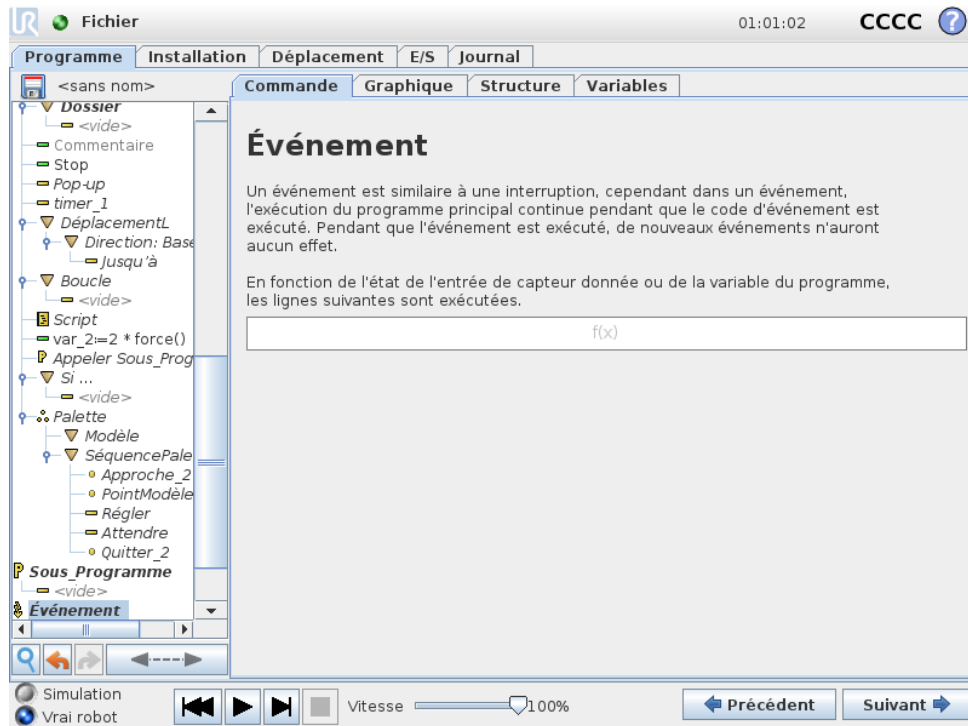 Fichier
01:01:02
CCCC
?
Programme
Installation
Déplacement
E/S
Journal
<sans nom>
Commande
Graphique
Structure
Variables
Dossier
<vide>
Commentaire
Stop
Pop-up
timer_1
DéplacementL
Direction: Base
Jusqu'à
Boucle
<vide>
Script
var_2:=2 * force()
Appeler Sous_Prog
Si ...
<vide>
Palette
Modèle
SéquencePale
Approche_2
PointModèle
Régler
Attendre
Quitter_2
Sous_Programme
<vide>
Événement
Événement
Un événement est similaire à une interruption, cependant dans un événement,
l'exécution du programme principal continue pendant que le code d'événement est
exécuté. Pendant que l'événement est exécuté, de nouveaux événements n'auront
aucun effet.
En fonction de l'état de l'entrée de capteur donnée ou de la variable du programme,
les lignes suivantes sont exécutées.
f(x)
Simulation
Vrai robot
Vitesse
100%
Précédent
Suivant